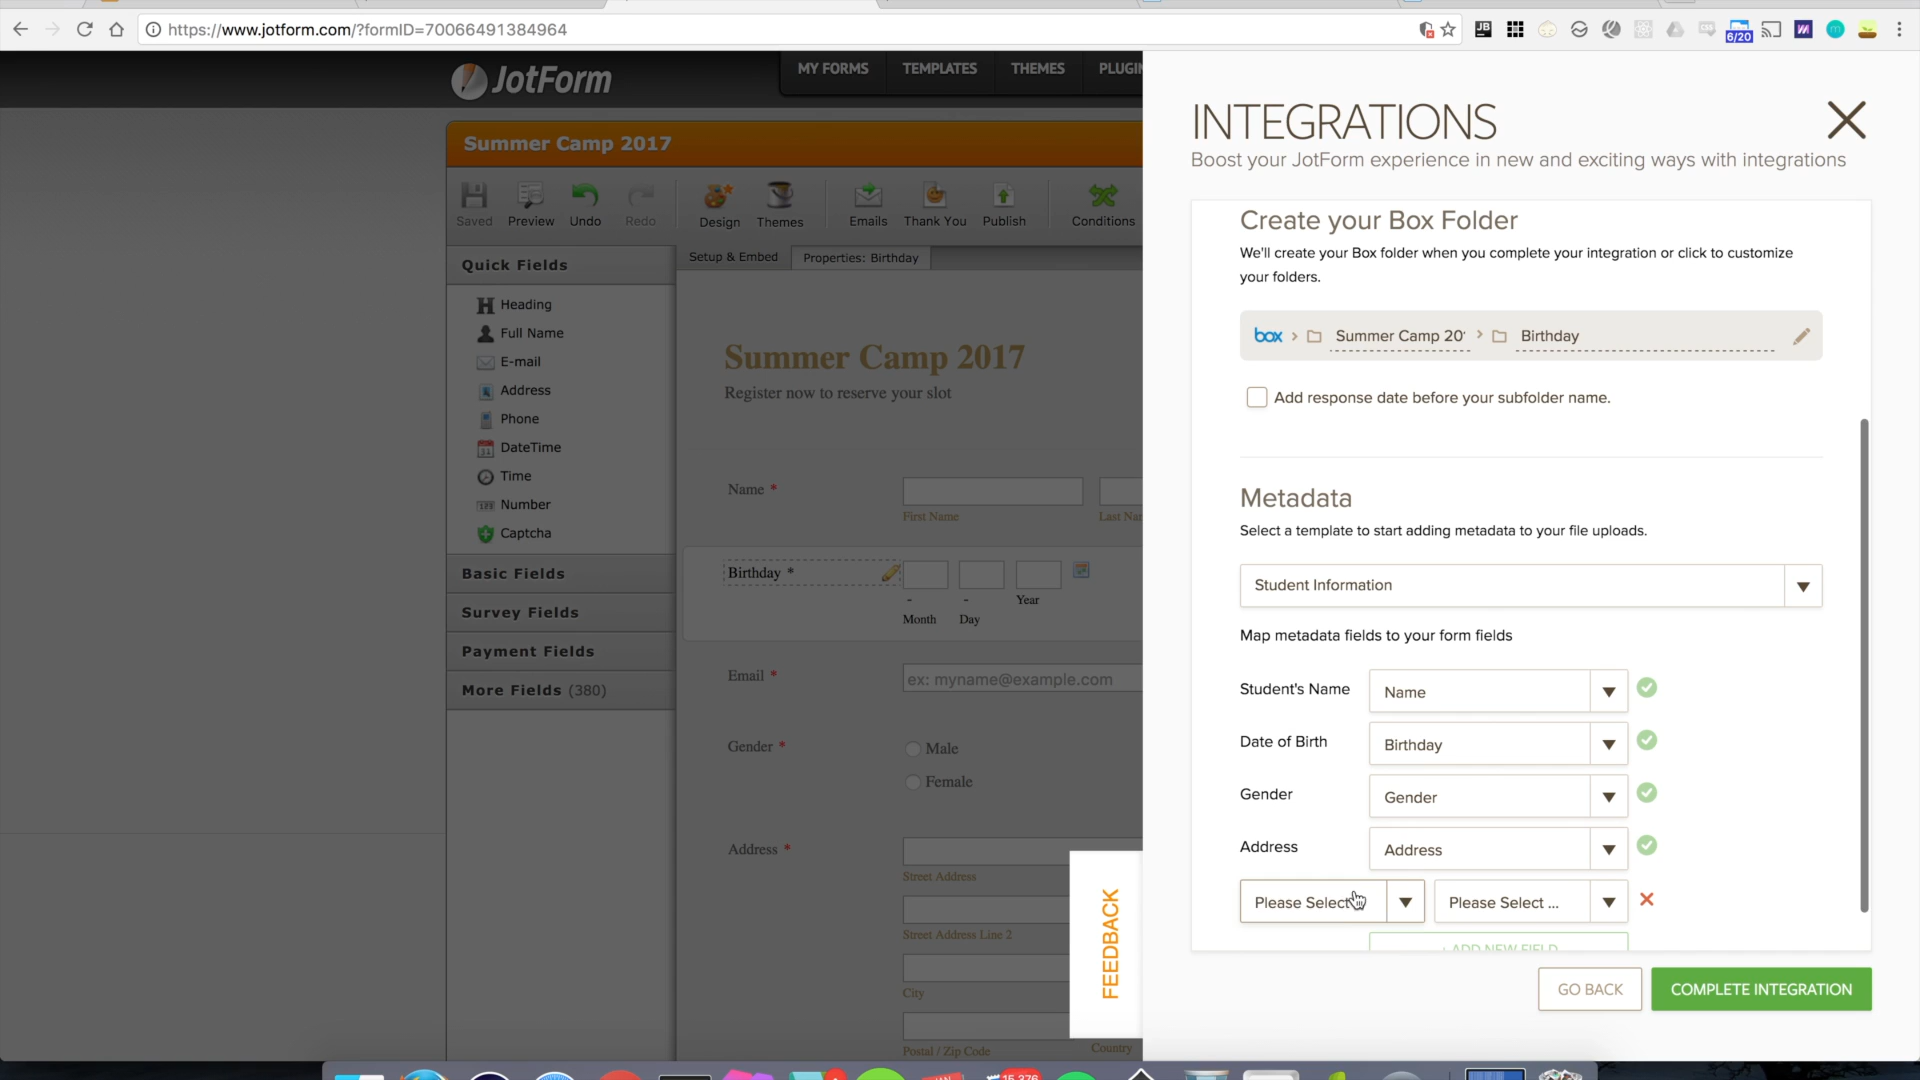 https://www.jotform.com/?formID=70066491384964
JB
6/20
JotForm
MY FORMS
TEMPLATES
THEMES
INTEGRATIONS
Boost your JotForm experience in new and exciting ways with integrations
Summer Camp 2017
Saved
Preview
Undo
Redo
Design
Themes
Emails
Thank You
Publish
Conditions
Create your Box Folder
We'll create your Box folder when you complete your integration or click to customize
your folders.
Setup & Embed
Properties: Birthday
Quick Fields
Heading
Full Name
E-mail
Address
Phone
DateTime
Time
Number
Captcha
Basic Fields
Survey Fields
Payment Fields
More Fields (380)
Summer Camp 2017
Register now to reserve your slot
Name *
First Name
Birthday *
- - Year
Month Day
Email *
ex: myname@example.com
Gender *
Male
Female
Address *
Street Address
Street Address Line 2
City
Postal / Zip Code
Country
FEEDBACK
box > Summer Camp 20 > Birthday
Add response date before your subfolder name.
Metadata
Select a template to start adding metadata to your file uploads.
Student Information
Map metadata fields to your form fields
Student's Name Name
Date of Birth Birthday
Gender Gender
Address Address
Please Select Please Select ...
+ ADD NEW FIELD
GO BACK
COMPLETE INTEGRATION
15,376